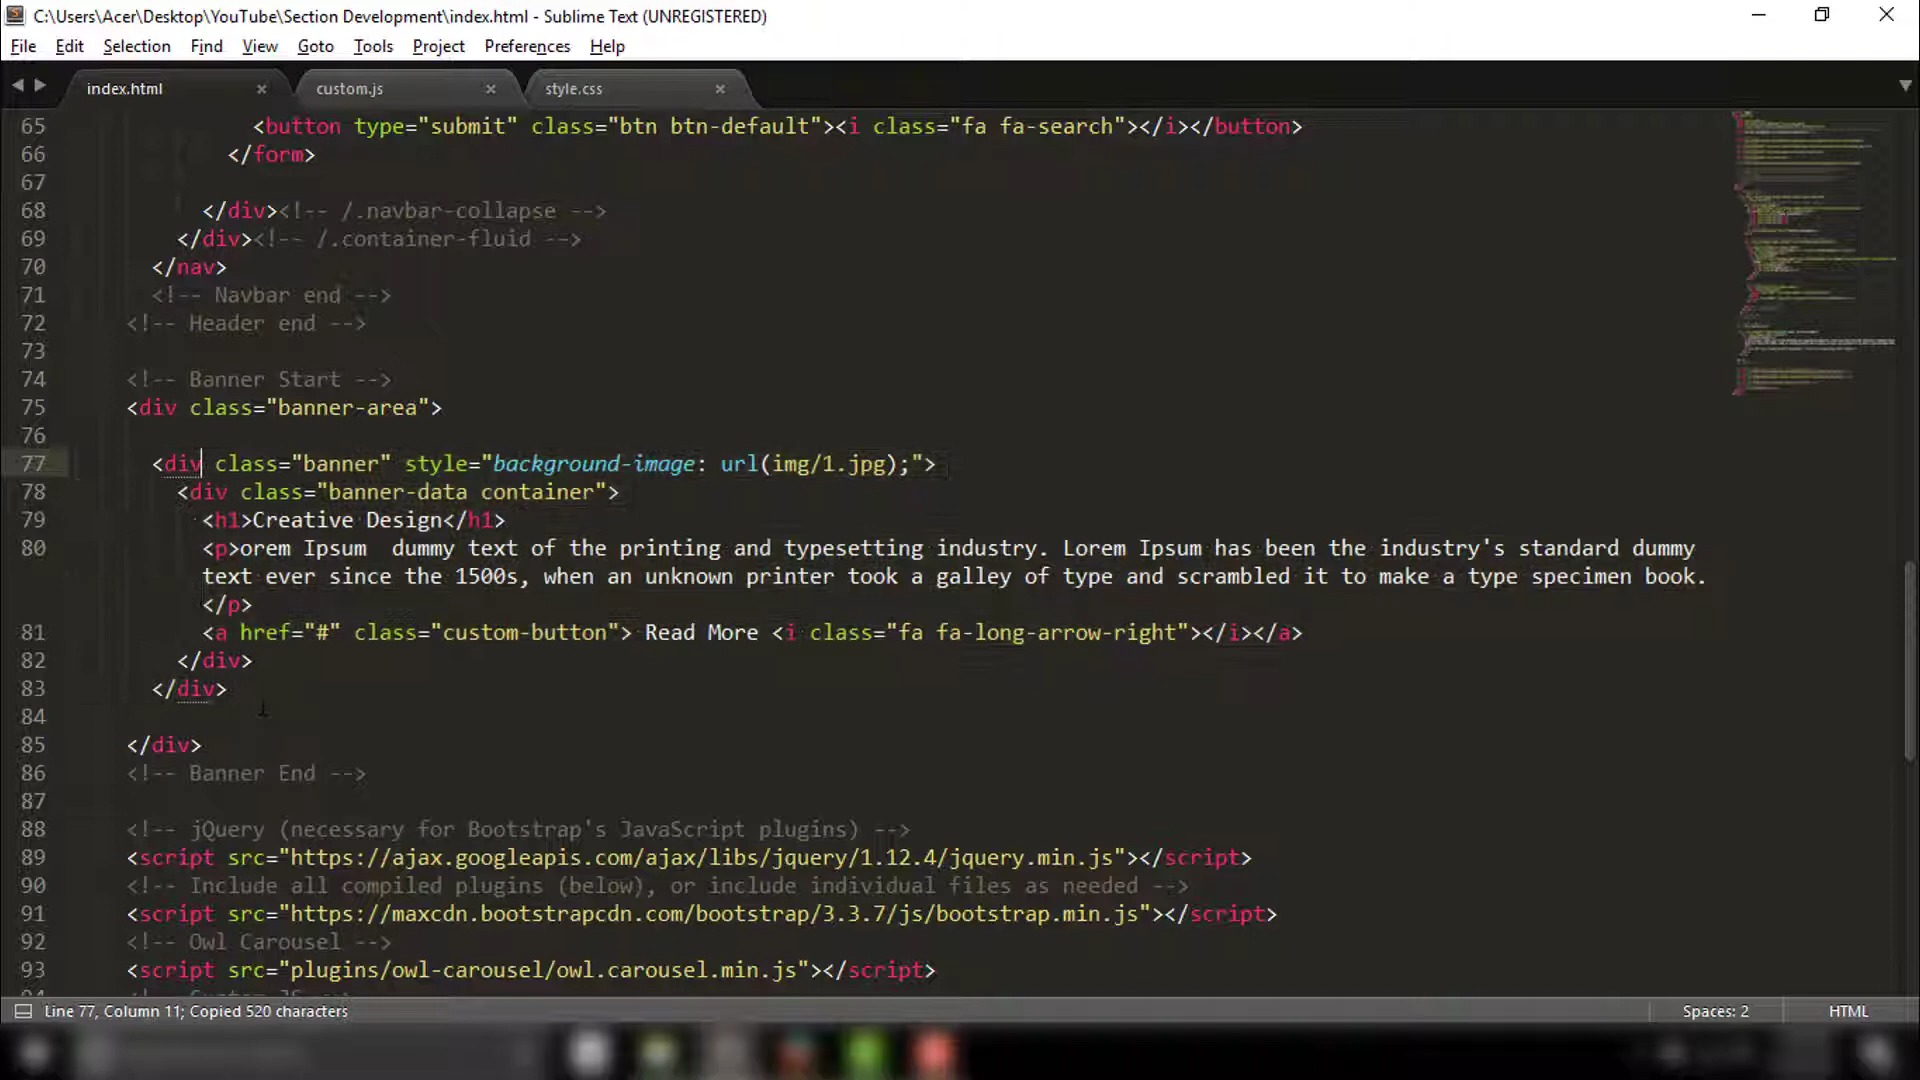 C:\Users\Acer\Desktop\YouTube\Section Development\index.html - Sublime Text (UNREGISTERED)
File Edit Selection Find View Goto Tools Project Preferences Help
index.html custom.js style.css
65 <button type="submit" class="btn btn-default"><i class="fa fa-search"></i></button>
66 </form>
67
68 </div><!-- /.navbar-collapse -->
69 </div><!-- /.container-fluid -->
70 </nav>
71 <!-- Navbar end -->
72 <!-- Header end -->
73
74 <!-- Banner Start -->
75 <div class="banner-area">
76
77 <div class="banner" style="background-image: url(img/1.jpg);">
78 <div class="banner-data container">
79 <h1>Creative Design</h1>
80 <p>orem Ipsum  dummy text of the printing and typesetting industry. Lorem Ipsum has been the industry's standard dummy
text ever since the 1500s, when an unknown printer took a galley of type and scrambled it to make a type specimen book.
</p>
81 <a href="#" class="custom-button"> Read More <i class="fa fa-long-arrow-right"></i></a>
82 </div>
83 </div>
84
85 </div>
86 <!-- Banner End -->
87
88 <!-- jQuery (necessary for Bootstrap's JavaScript plugins) -->
89 <script src="https://ajax.googleapis.com/ajax/libs/jquery/1.12.4/jquery.min.js"></script>
90 <!-- Include all compiled plugins (below), or include individual files as needed -->
91 <script src="https://maxcdn.bootstrapcdn.com/bootstrap/3.3.7/js/bootstrap.min.js"></script>
92 <!-- Owl Carousel -->
93 <script src="plugins/owl-carousel/owl.carousel.min.js"></script>
Line 77, Column 11; Copied 520 characters Spaces: 2 HTML